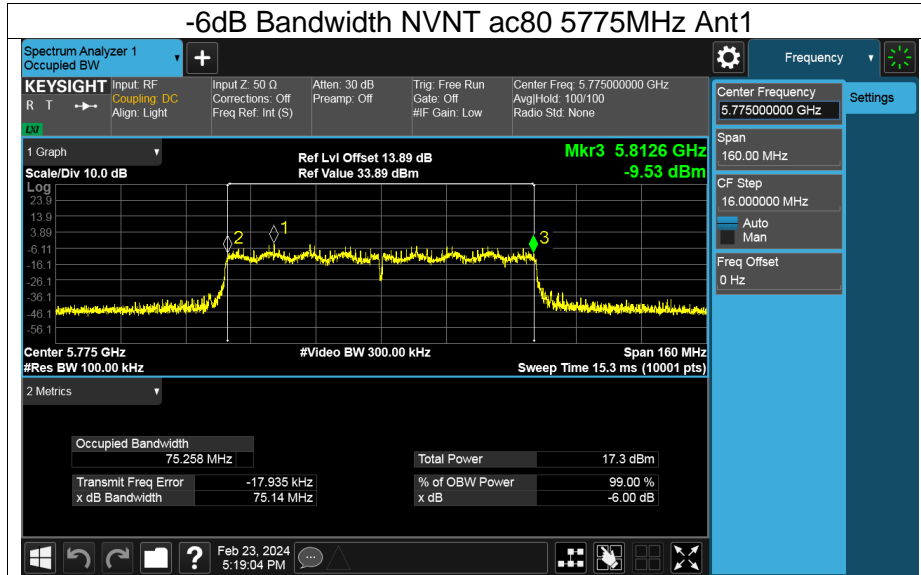 -6dB Bandwidth NVNT ac80 5775MHz Ant1
Spectrum Analyzer 1
Occupied BW
+
Frequency
KEYSIGHT
R T
LXI
Input: RF
Coupling: DC
Align: Light
Input Z: 50 Ω
Corrections: Off
Freq Ref: Int (S)
Atten: 30 dB
Preamp: Off
Trig: Free Run
Gate: Off
#IF Gain: Low
Center Freq: 5.775000000 GHz
Avg|Hold: 100/100
Radio Std: None
Center Frequency
5.775000000 GHz
Settings
Span
160.00 MHz
CF Step
16.000000 MHz
Auto
Man
Freq Offset
0 Hz
1 Graph
Scale/Div 10.0 dB
Ref Lvl Offset 13.89 dB
Ref Value 33.89 dBm
Mkr3 5.8126 GHz
-9.53 dBm
Log
23.9
13.9
3.89
-6.11
-16.1
-26.1
-36.1
-46.1
-56.1
2
1
3
Center 5.775 GHz
#Video BW 300.00 kHz
Span 160 MHz
#Res BW 100.00 kHz
Sweep Time 15.3 ms (10001 pts)
2 Metrics
Occupied Bandwidth
75.258 MHz
Total Power 17.3 dBm
Transmit Freq Error -17.935 kHz
% of OBW Power 99.00 %
x dB Bandwidth 75.14 MHz
x dB -6.00 dB
?
Feb 23, 2024
5:19:04 PM